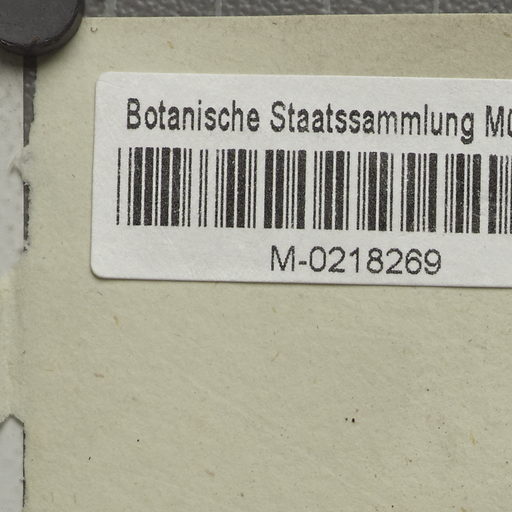 Botanische Staatssammlung
M-0218269